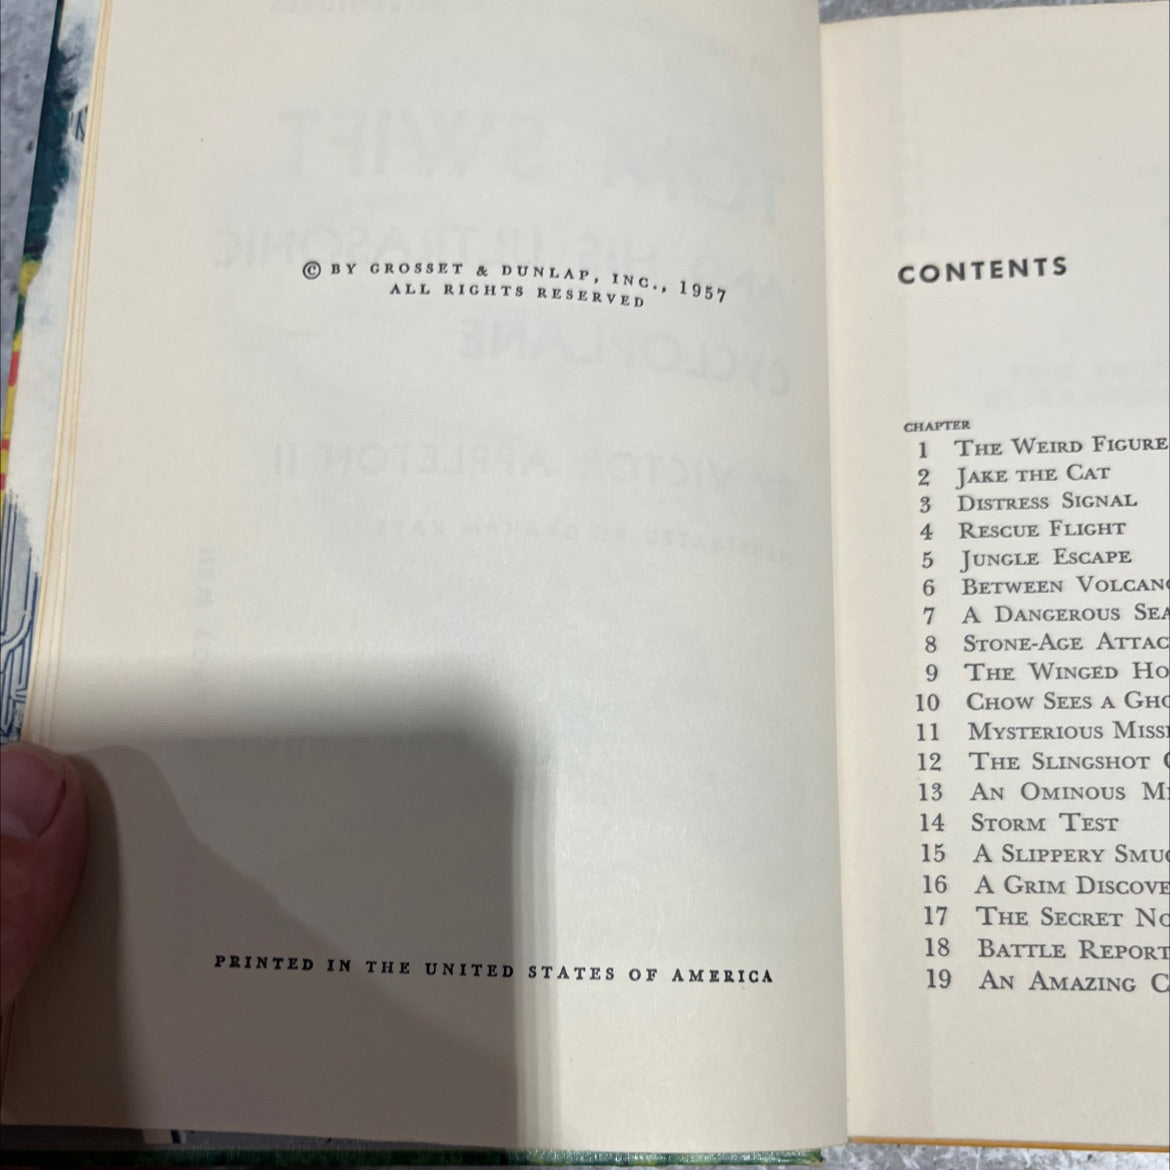 © BY GROSSET & DUNLAP, INC., 1957
ALL RIGHTS RESERVED
PRINTED IN THE UNITED STATES OF AMERICA
CONTENTS
CHAPTER
1 THE WEIRD FIGURE
2 JAKE THE CAT
3 DISTRESS SIGNAL
4 RESCUE FLIGHT
5 JUNGLE ESCAPE
6 BETWEEN
7 A DANGEROUS
8 STONE-AGE
9 THE WINGED
10 CHOW SEES A
11 MYSTERIOUS
12 THE SLINGSHOT
13 AN OMINOUS
14 STORM TEST
15 A SLIPPERY
16 A GRIM
17 THE SECRET
18 BATTLE REPORT
19 AN AMAZING